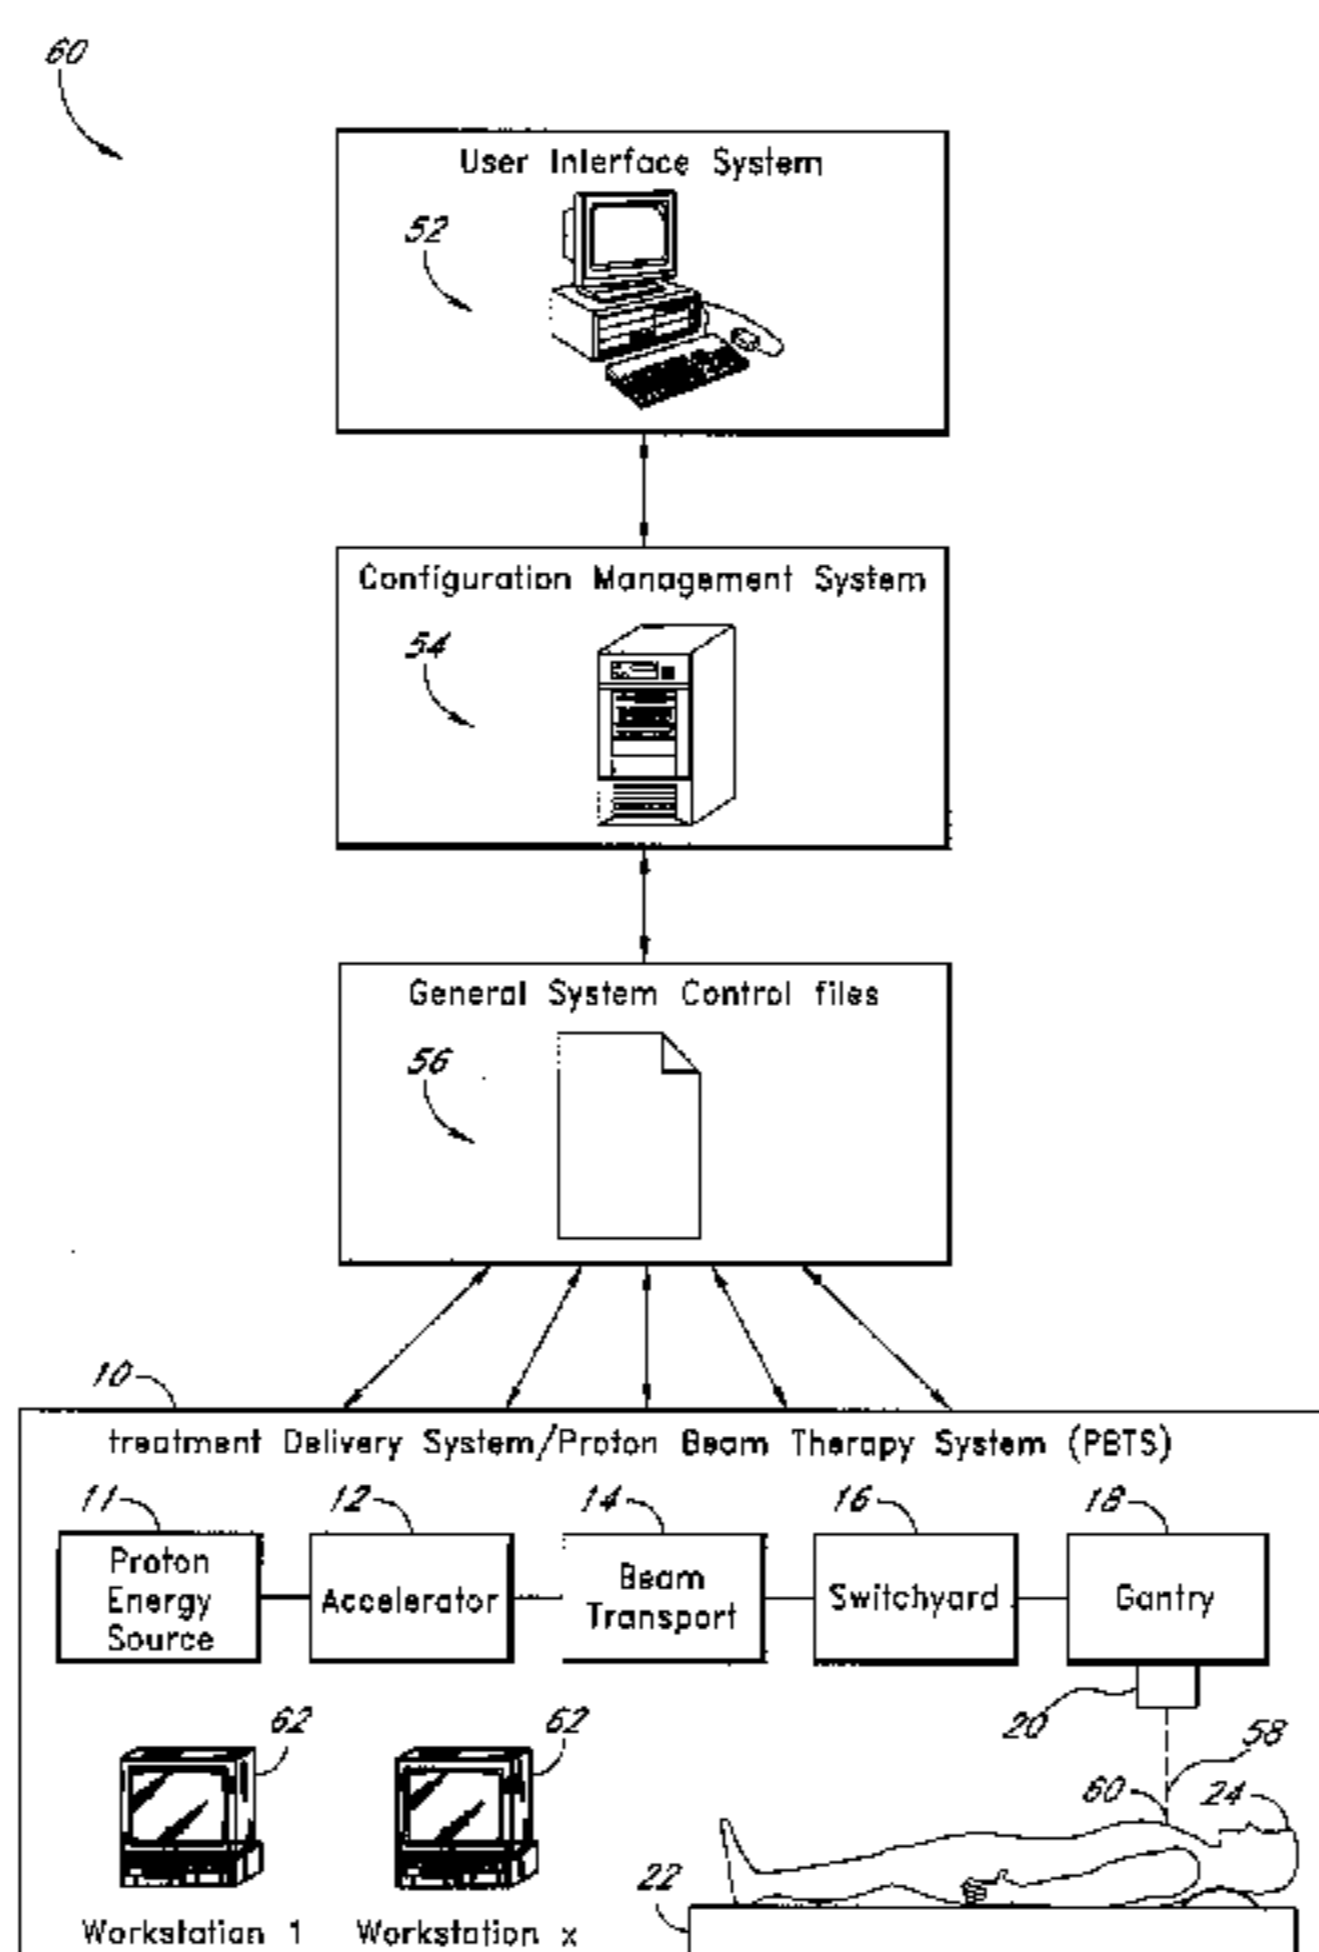 60
User Interface System
52
Configuration Management System
54
General System Control files
56
10
treatment Delivery System/Proton Beam Therapy System (PBTS)
11
12
14
16
18
Proton
Energy
Source
Accelerator
Beam
Transport
Switchyard
Gantry
62
62
20
58
60
24
22
Workstation 1
Workstation x